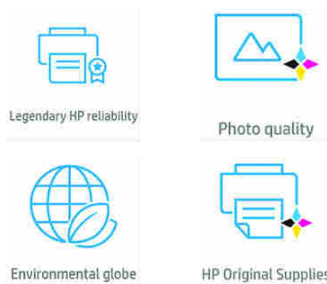 Legendary HP reliability
Photo quality
Environmental globe
HP Original Supplies